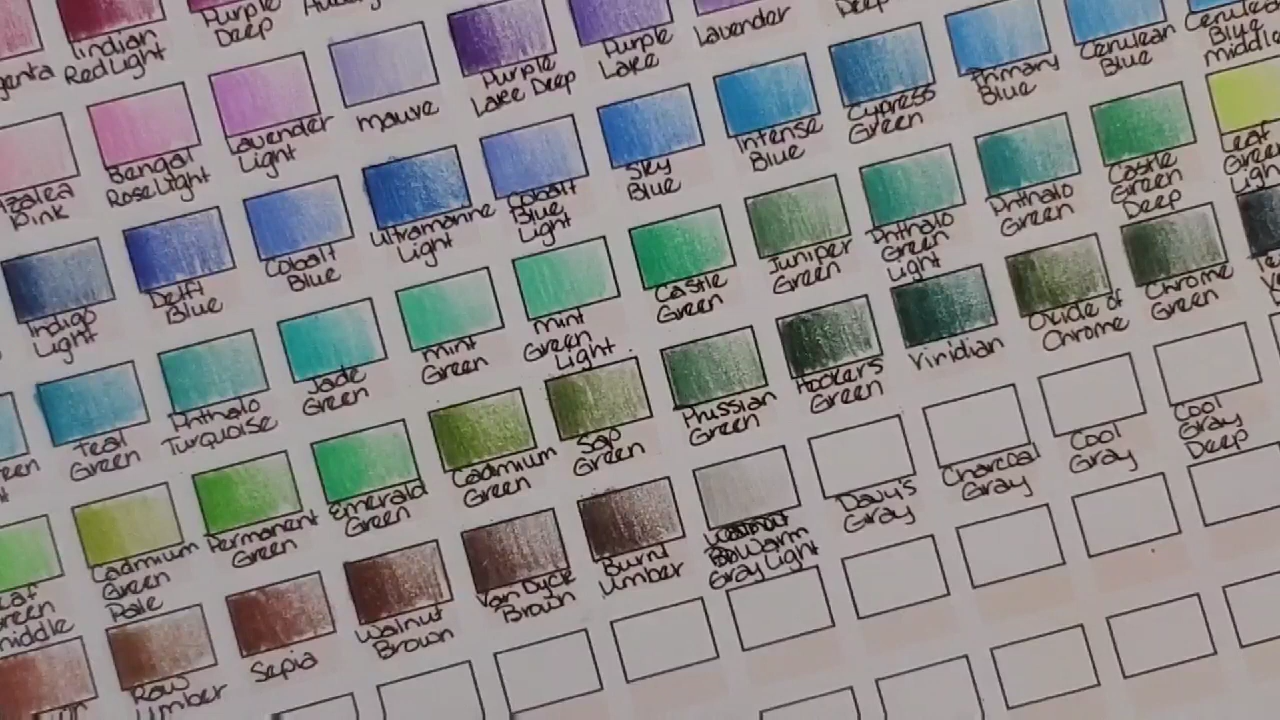 Indian
Red Light
Purple
Deep
Mauve
Purple
Lake Deep
Purple
Lake
Lavender
Deep
Primary
Blue
Cerulean
Blue
Cerulean
Blue
middle
Azalea
Pink
Bengal
Rose Light
Lavender
Light
Cobalt
Blue
Light
Sky
Blue
Intense
Blue
Cypress
Green
Castle
Green
Deep
Leaf
Green
Light
Indigo
Light
Delft
Blue
Cobalt
Blue
Ultramarine
Light
Juniper
Green
Phthalo
Green
Light
Phthalo
Green
Teal
Green
Phthalo
Turquoise
Jade
Green
Mint
Green
Mint
Green
Light
Castle
Green
Hookers
Green
Viridian
Oxide of
Chrome
Chrome
Green
Cadmium
Green
Pale
Permanent
Green
Emerald
Green
Cadmium
Green
Sap
Green
Prussian
Green
Davy's
Gray
Charcoal
Gray
Cool
Gray
Cool
Gray
Deep
Raw
Umber
Sepia
Walnut
Brown
Van Dyck
Brown
Burnt
Umber
Warm
Gray Light